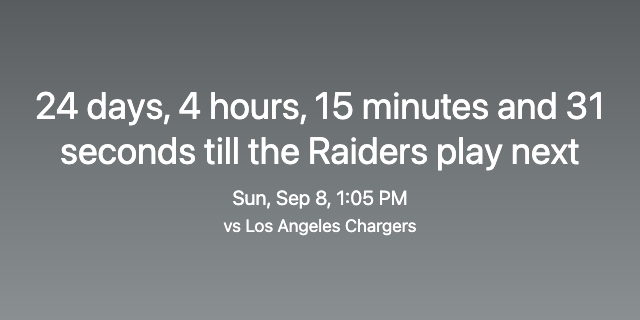 24 days, 4 hours, 15 minutes and 31
seconds till the Raiders play next
Sun, Sep 8, 1:05 PM
vs Los Angeles Chargers